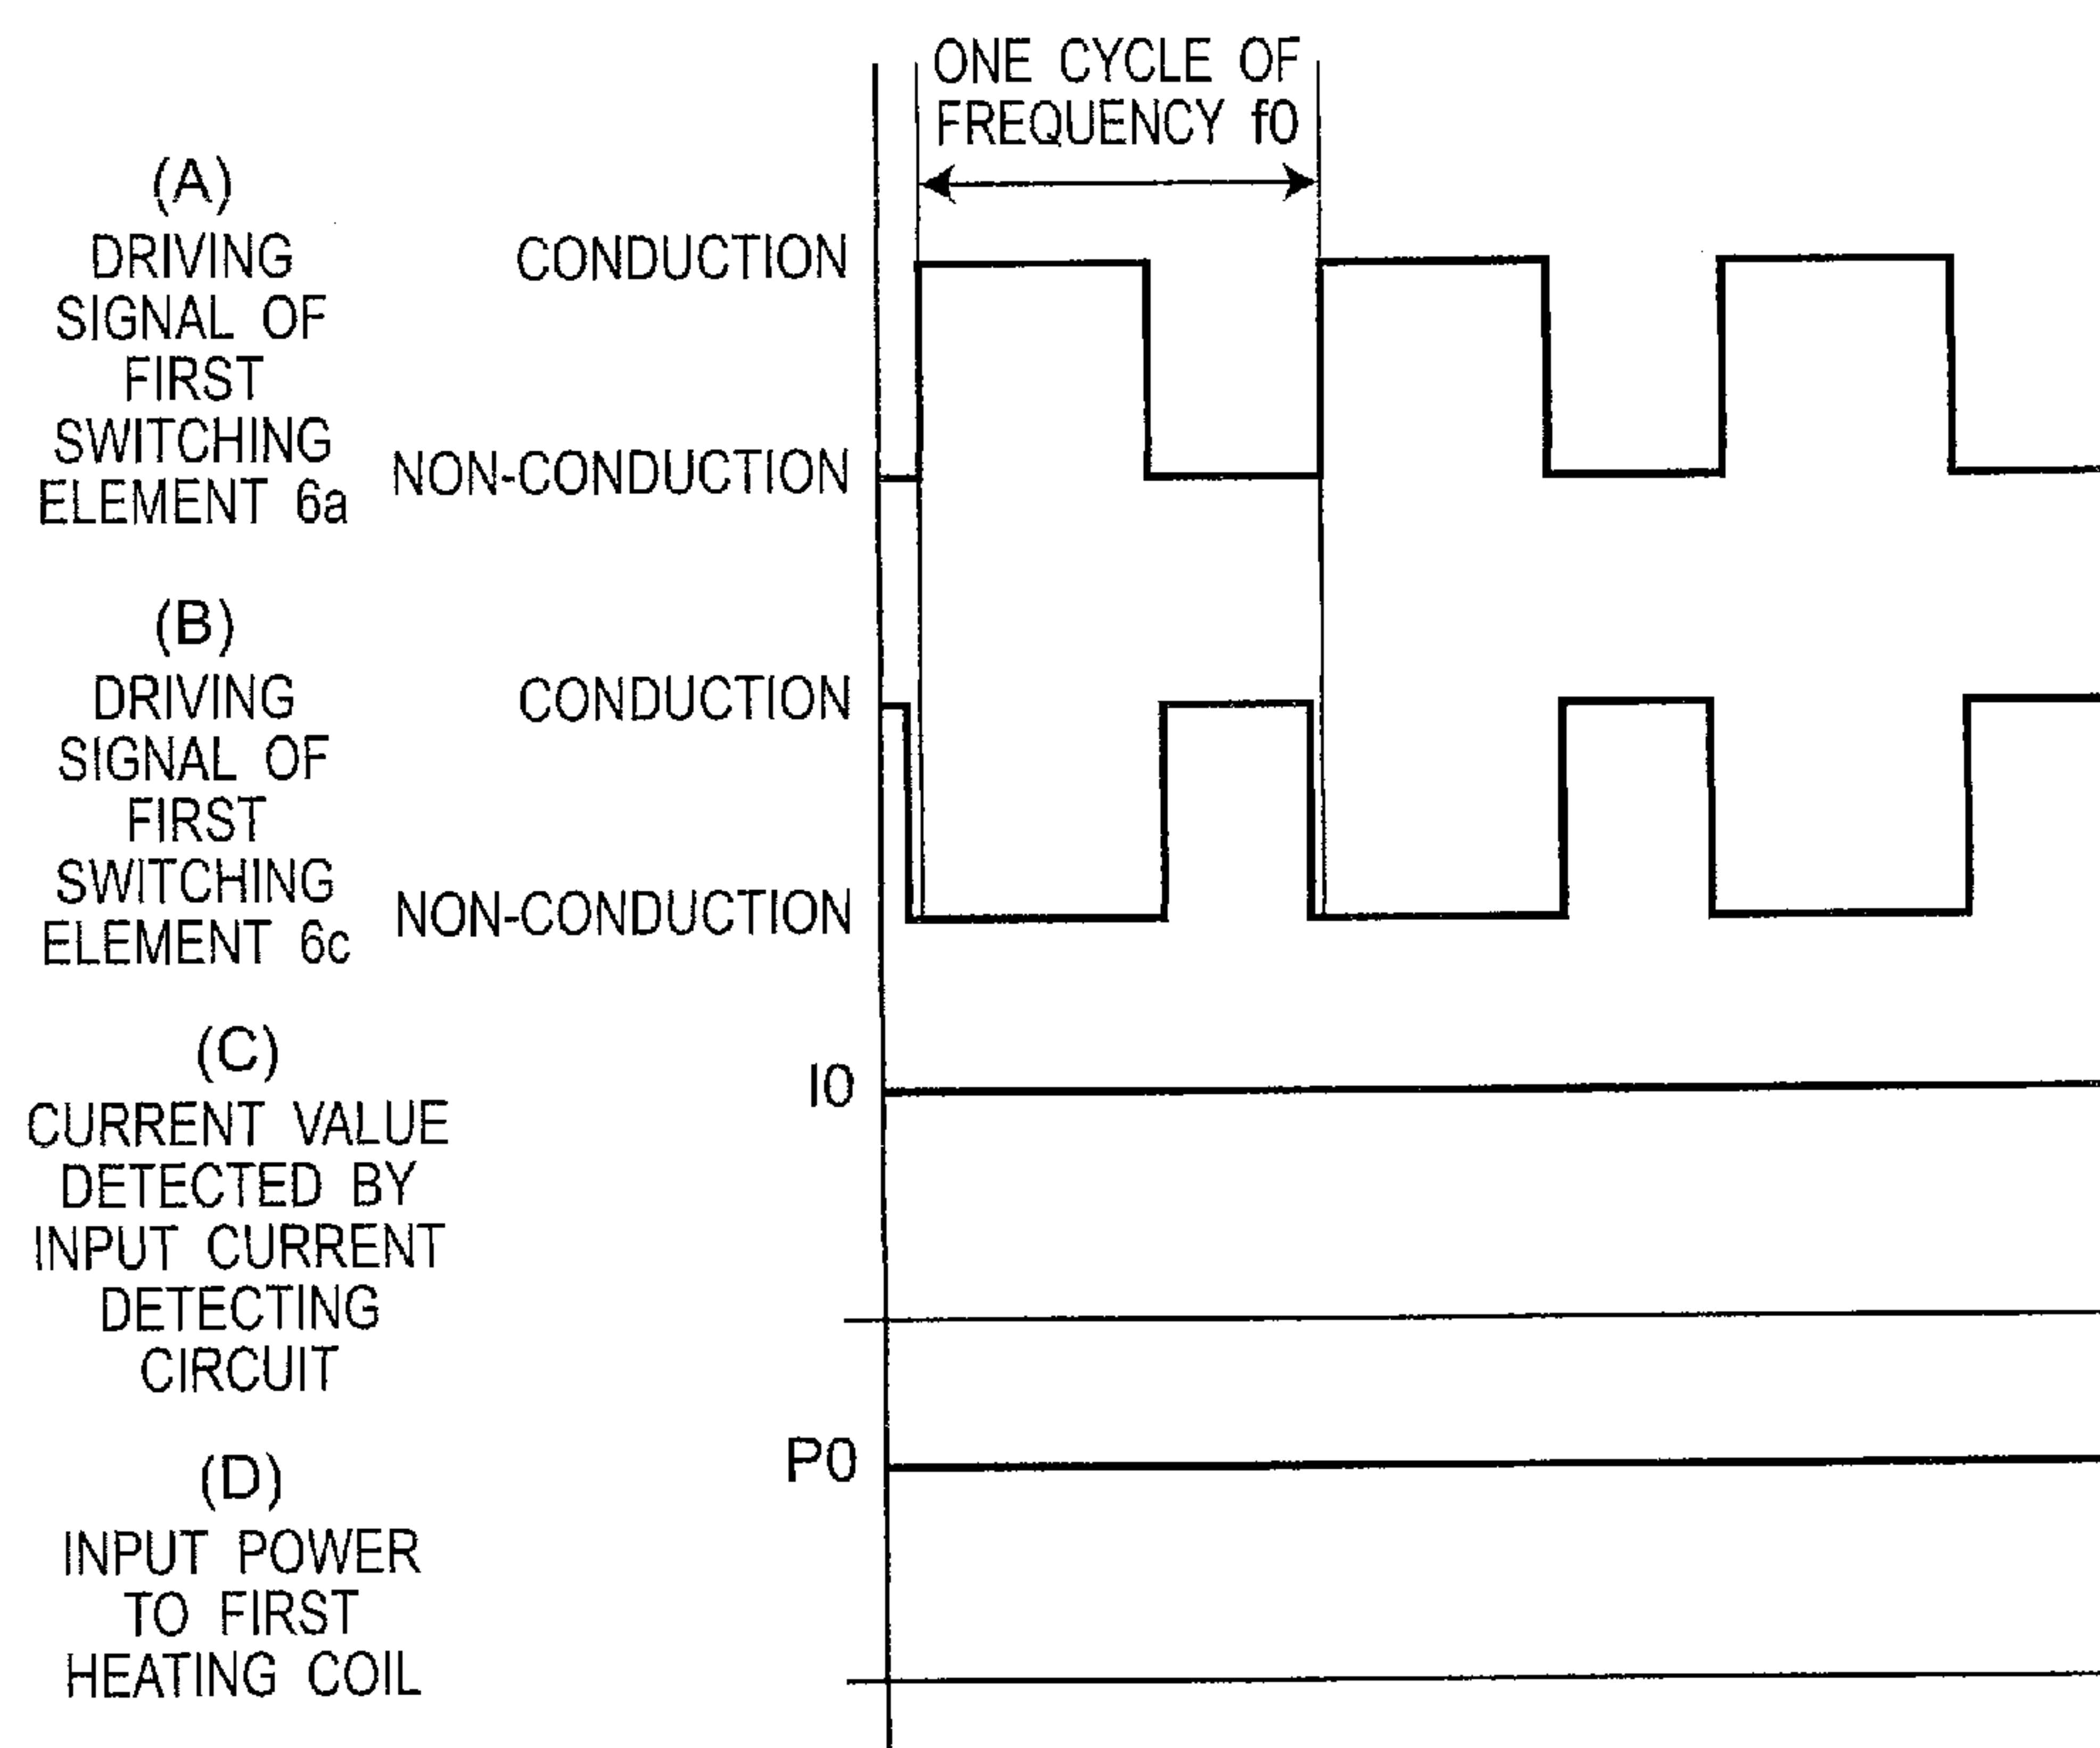 ONE CYCLE OF
FREQUENCY f0
(A)
DRIVING
SIGNAL OF
FIRST
SWITCHING
ELEMENT 6a
CONDUCTION
NON-CONDUCTION
(B)
DRIVING
SIGNAL OF
FIRST
SWITCHING
ELEMENT 6c
CONDUCTION
NON-CONDUCTION
(C)
CURRENT VALUE
DETECTED BY
INPUT CURRENT
DETECTING
CIRCUIT
I0
(D)
INPUT POWER
TO FIRST
HEATING COIL
P0